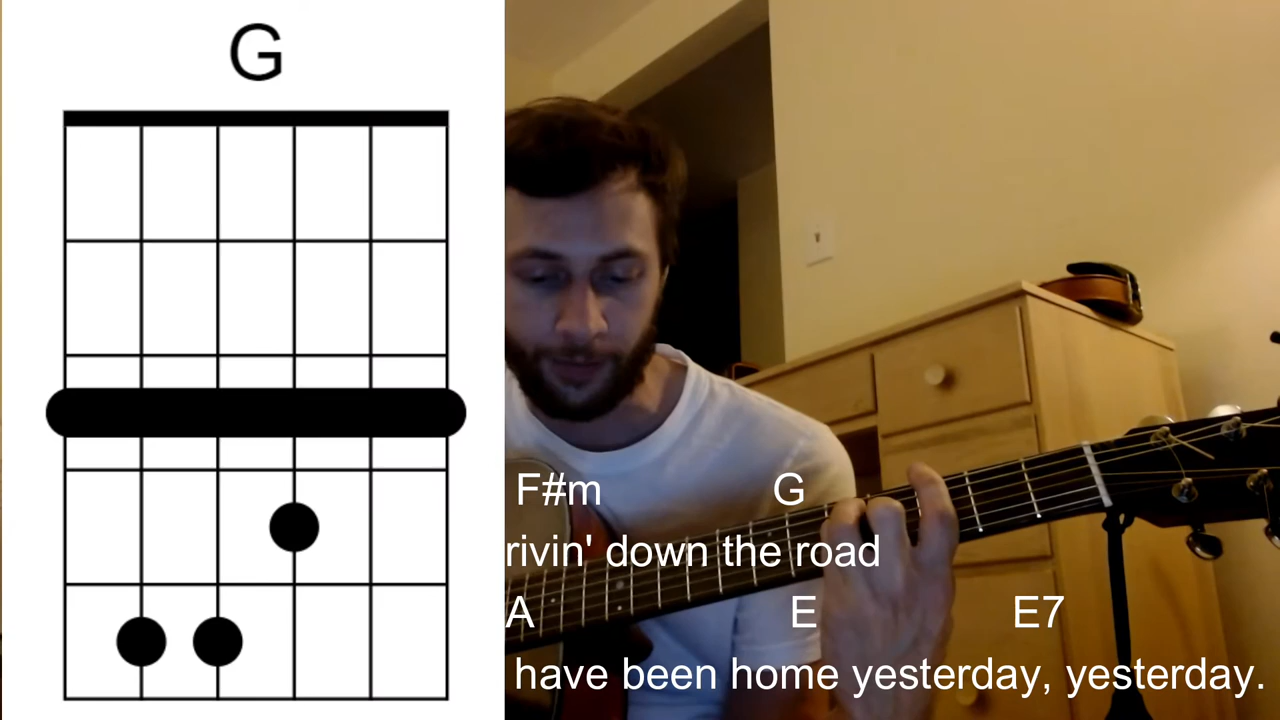 G
F#m G
rivin' down the road
A E E7
have been home yesterday, yesterday.